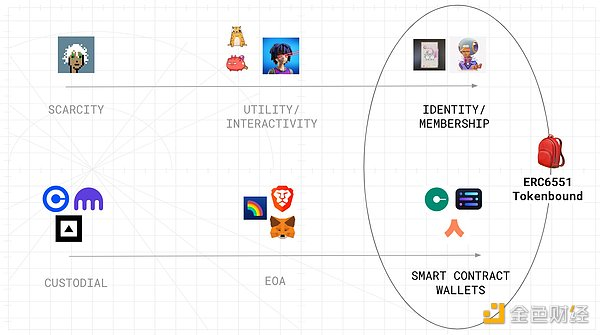 SCARCITY
UTILITY/
INTERACTIVITY
IDENTITY/
MEMBERSHIP
ERC6551
Tokenbound
CUSTODIAL
EOA
SMART CONTRACT
WALLETS
金色财经